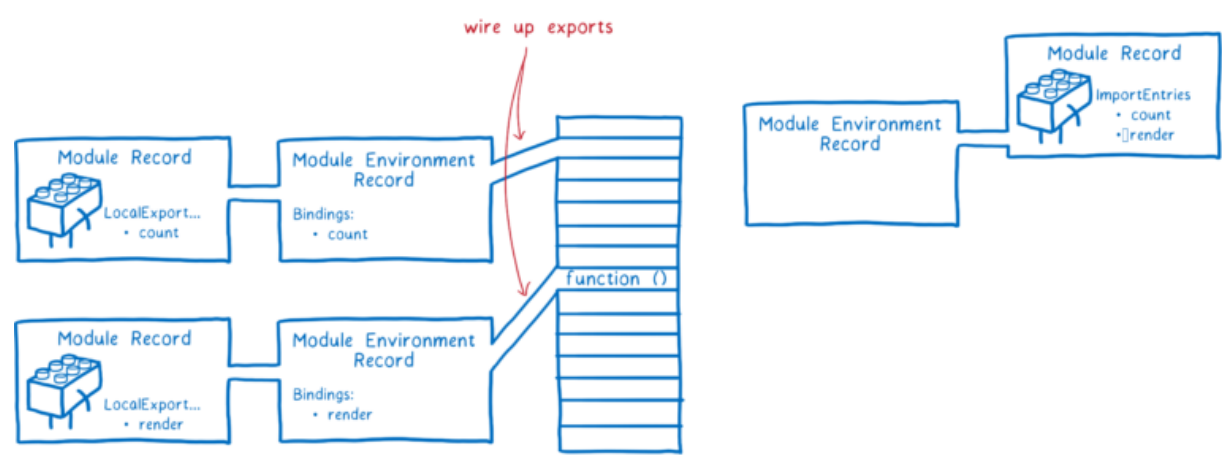 wire up exports
Module Record
LocalExport...
• count
Module Environment
Record
Bindings:
• count
Module Record
LocalExport...
• render
Module Environment
Record
Bindings:
• render
function ()
Module Environment
Record
Module Record
ImportEntries
• count
•▯render